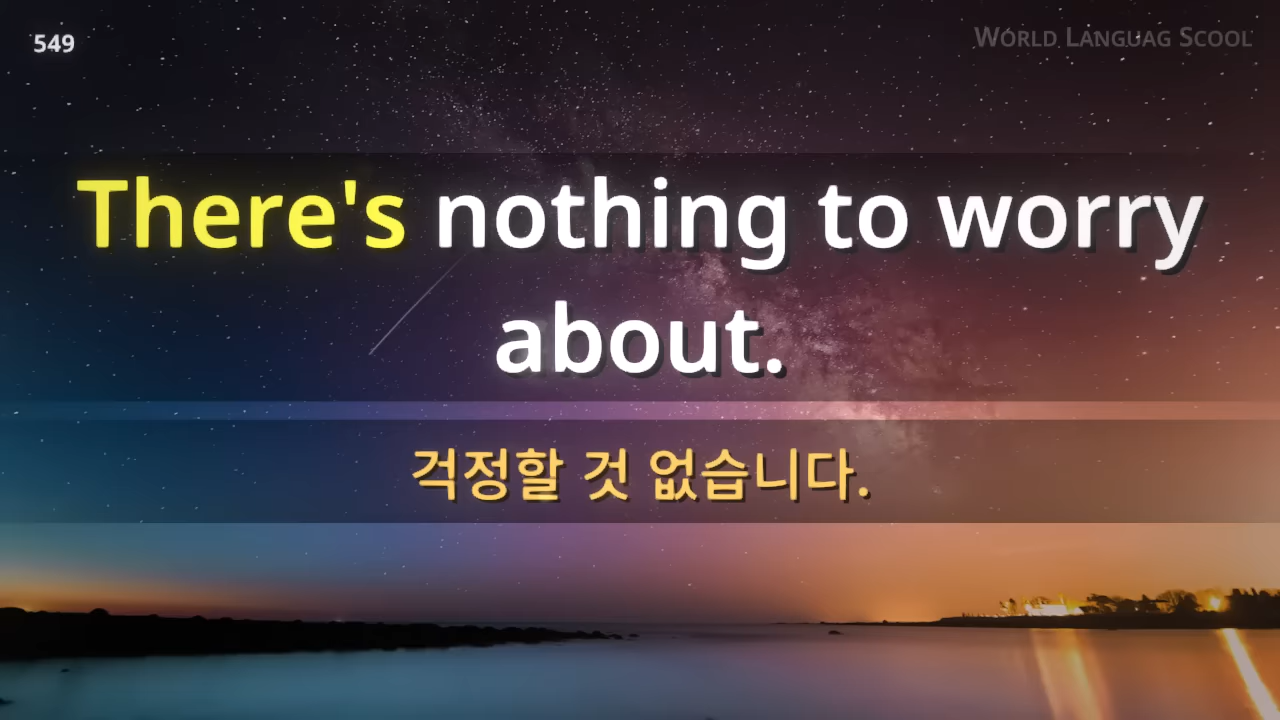 549
WORLD LANGUAG SCOOL
There's nothing to worry
about.
걱정할 것 없습니다.